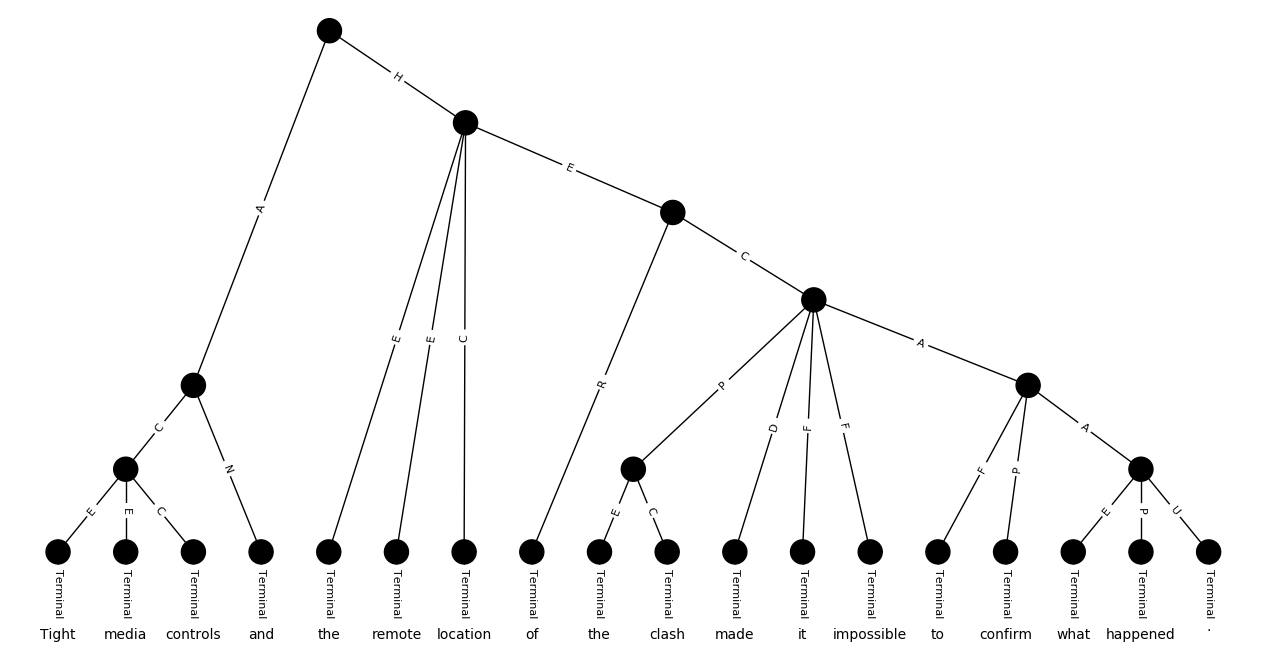 H
A
E
C
E
E
C
R
P
D
F
F
A
C
N
F
P
A
E
E
C
E
C
E
P
U
Terminal Terminal Terminal Terminal Terminal Terminal Terminal Terminal Terminal Terminal Terminal Terminal Terminal Terminal Terminal Terminal Terminal Terminal
Tight media controls and the remote location of the clash made it impossible to confirm what happened .